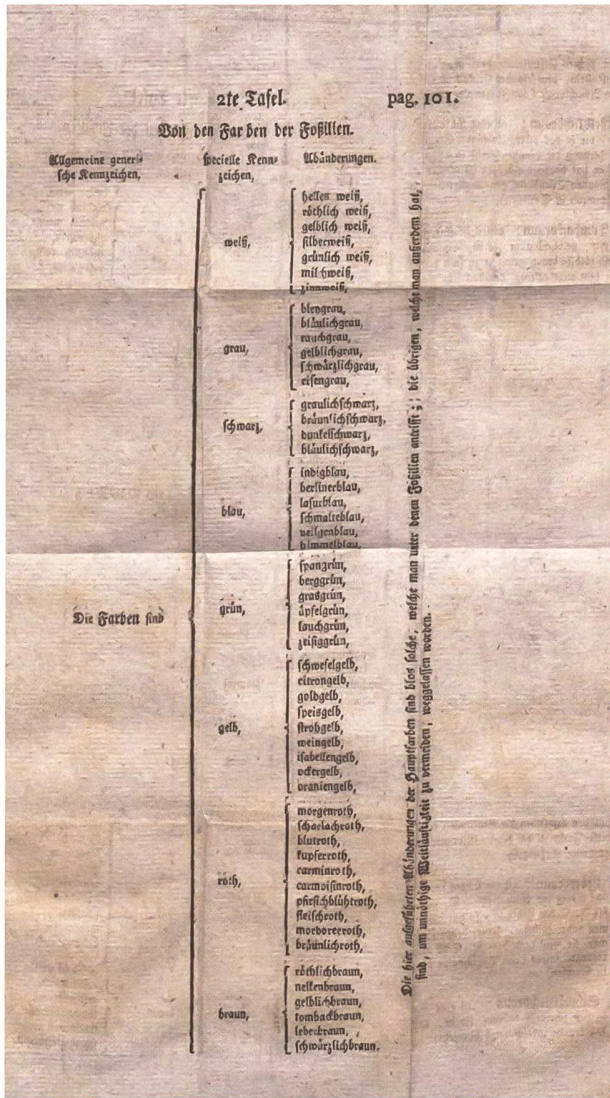 2te Tafel. pag. 101.
Von den Farben der Foßilien.
Allgemeine generi-
sche Kennzeichen,
specielle Kenn-
zeichen,
Abänderungen.
Die Farben sind
weiß,
helles weiß,
röthlich weiß,
gelblich weiß,
silberweiß,
grünlich weiß,
milchweiß,
zinnweiß,
grau,
bleygrau,
bläulichgrau,
rauchgrau,
gelblichgrau,
schwärzlichgrau,
eisengrau,
schwarz,
graulichschwarz,
bräunlichschwarz,
dunkelschwarz,
bläulichschwarz,
blau,
indigblau,
berlinerblau,
lasurblau,
schmalteblau,
veilgenblau,
himmelblau,
grün,
spangrün,
berggrün,
grasgrün,
äpfelgrün,
lauchgrün,
zeisiggrün,
gelb,
schwefelgelb,
citrongelb,
goldgelb,
speisgelb,
strohgelb,
weingelb,
isabellengelb,
ockergelb,
oraniengelb,
roth,
morgenroth,
scharlachroth,
blutroth,
kupferroth,
carminroth,
carmoisinroth,
pfirsichblühtroth,
fleischroth,
mordoreeroth,
bräunlichroth,
braun,
röthlichbraun,
nelkenbraun,
gelblichbraun,
tombackbraun,
leberbraun,
schwärzlichbraun.
Die hier aufgeführten Abänderungen der Hauptfarben sind blos solche, welche man unter denen Foßilien antrifft; die übrigen, welche man außerdem hat,
sind, um unnöthige Weitläuftigkeit zu vermeiden, weggelassen worden.